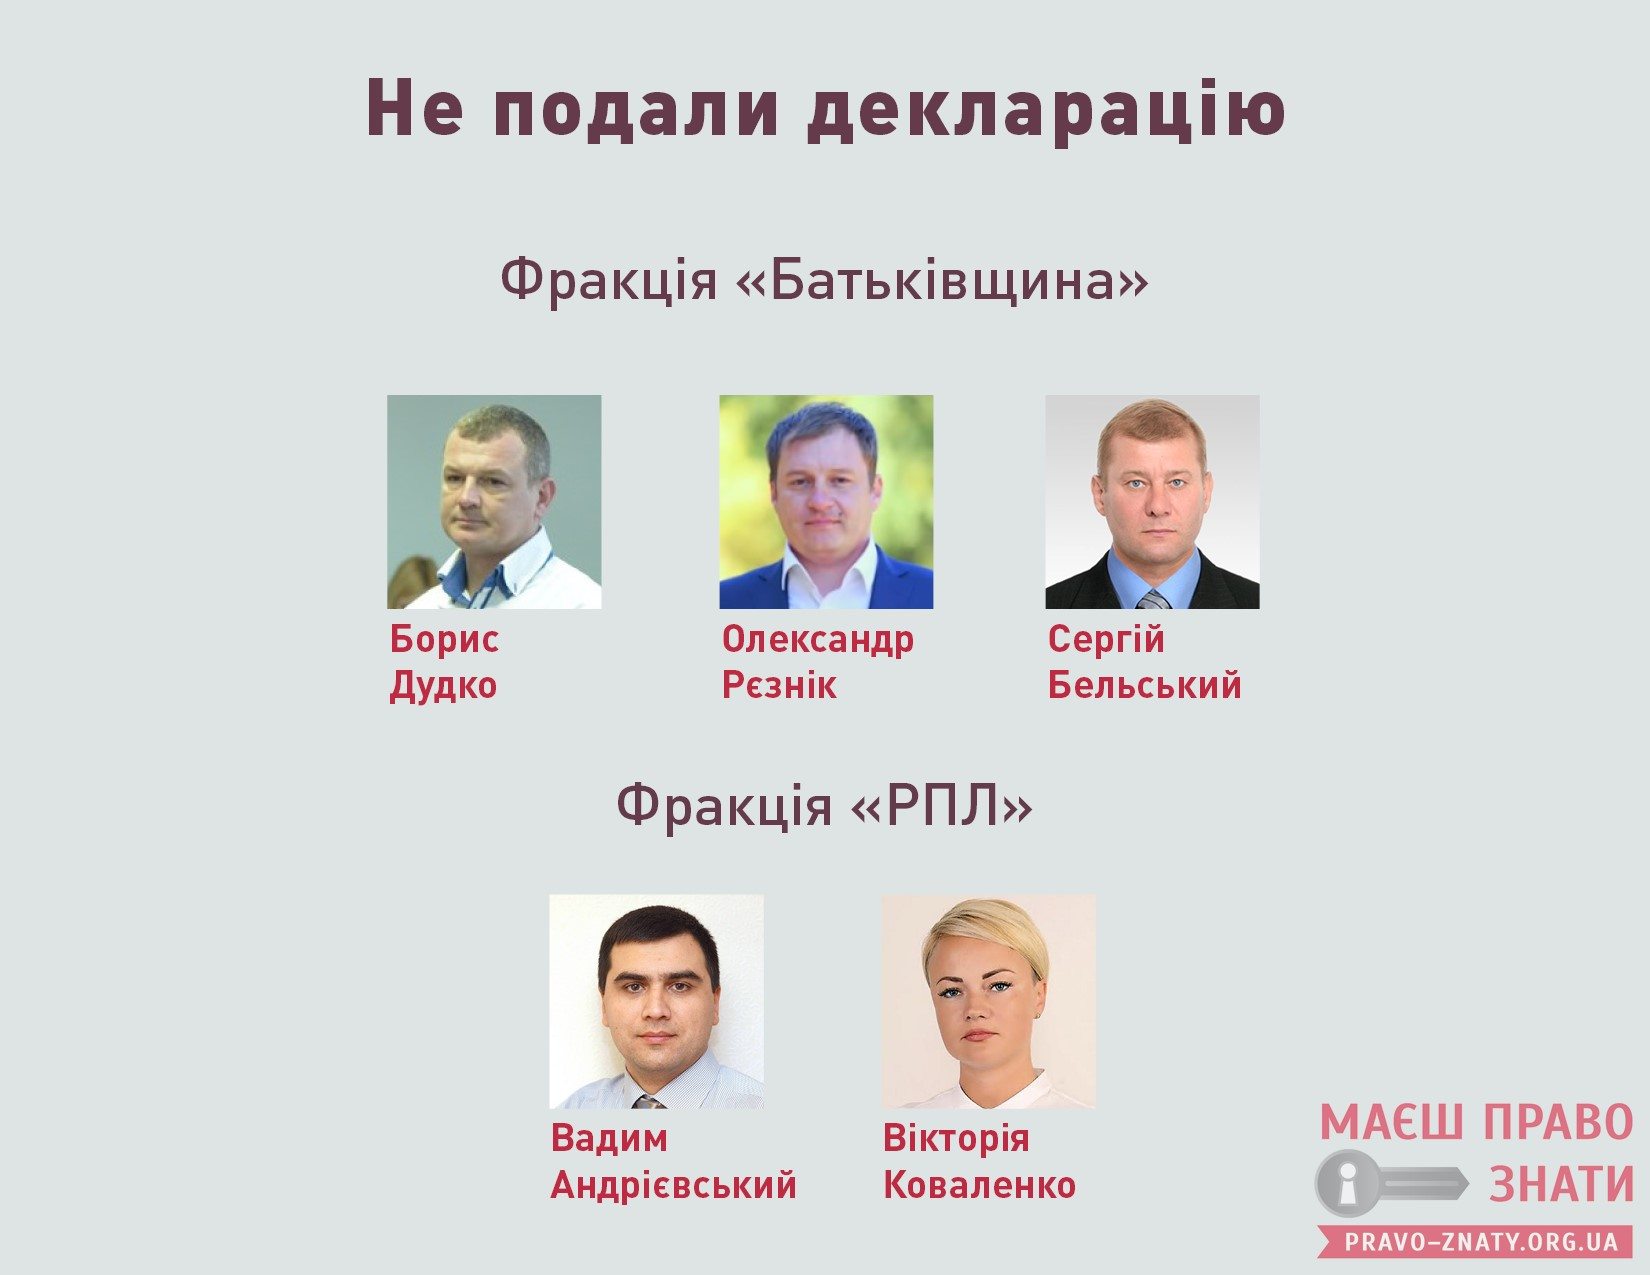 Не подали декларацію
Фракція «Батьківщина»
Борис
Дудко
Олександр
Рєзнік
Сергій
Бельський
Фракція «РПЛ»
Вадим
Андрієвський
Вікторія
Коваленко
МАЄШ ПРАВО
ЗНАТИ
PRAVO-ZNATY.ORG.UA